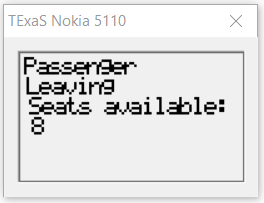 TExaS Nokia 5110
Passenger
Leaving
Seats available:
8